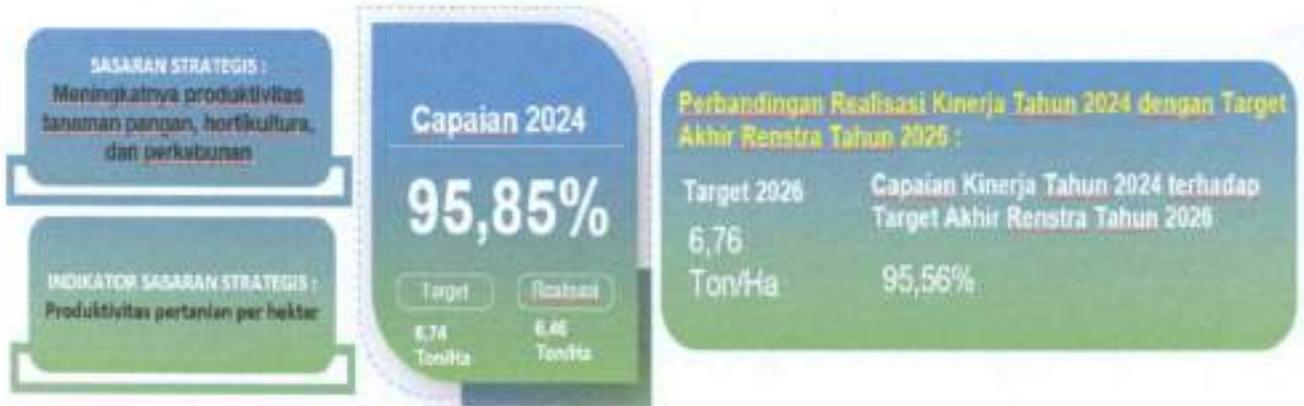 SASARAN STRATEGIS :
Meningkatnya produktivitas
tanaman pangan, hortikultura,
dan perkebunan
INDIKATOR SASARAN STRATEGIS :
Produktivitas pertanian per hektar
Capaian 2024
95,85%
Target
Realisasi
6,74
Ton/Ha
6,46
Ton/Ha
Perbandingan Realisasi Kinerja Tahun 2024 dengan Target
Akhir Renstra Tahun 2026 :
Target 2026
6,76
Ton/Ha
Capaian Kinerja Tahun 2024 terhadap
Target Akhir Renstra Tahun 2026
95,56%